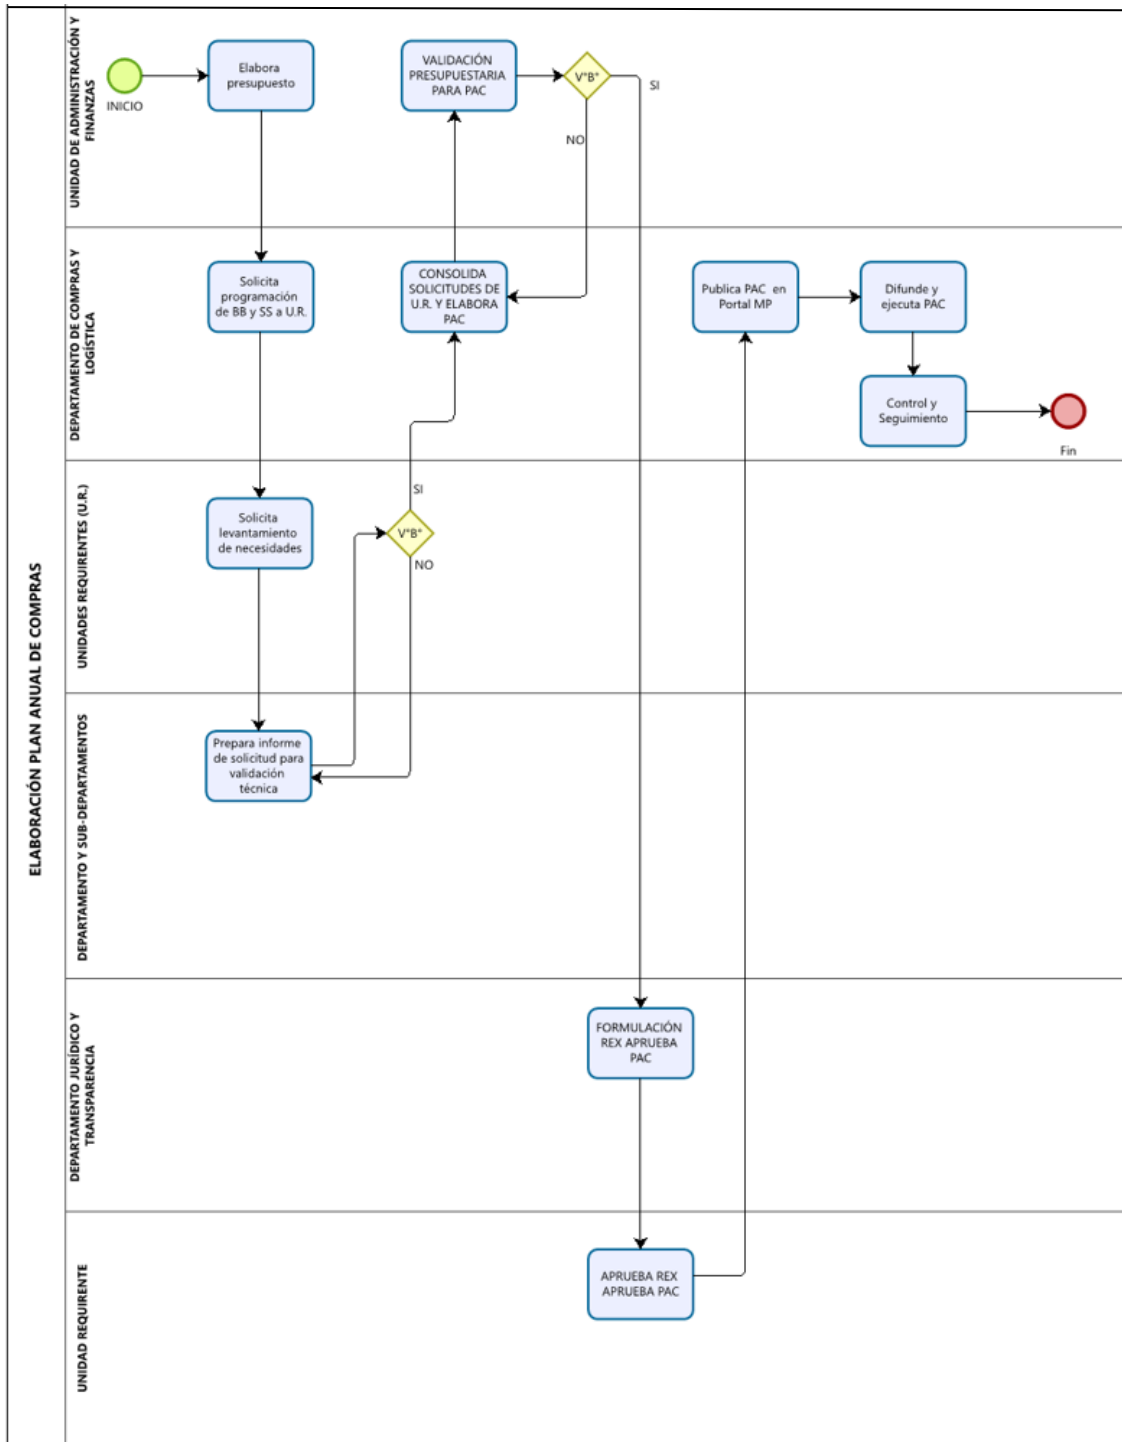 ELABORACIÓN PLAN ANUAL DE COMPRAS
UNIDAD DE ADMINISTRACIÓN Y
FINANZAS
INICIO
Elabora
presupuesto
VALIDACIÓN
PRESUPUESTARIA
PARA PAC
V°B°
SI
NO
DEPARTAMENTO DE COMPRAS Y
LOGÍSTICA
Solicita
programación
de BB y SS a U.R.
CONSOLIDA
SOLICITUDES DE
U.R. Y ELABORA
PAC
Publica PAC en
Portal MP
Difunde y
ejecuta PAC
Control y
Seguimiento
Fin
UNIDADES REQUIRENTES (U.R.)
Solicita
levantamiento
de necesidades
SI
V°B°
NO
DEPARTAMENTO Y SUB-DEPARTAMENTOS
Prepara informe
de solicitud para
validación
técnica
DEPARTAMENTO JURÍDICO Y
TRANSPARENCIA
FORMULACIÓN
REX APRUEBA
PAC
UNIDAD REQUIRENTE
APRUEBA REX
APRUEBA PAC